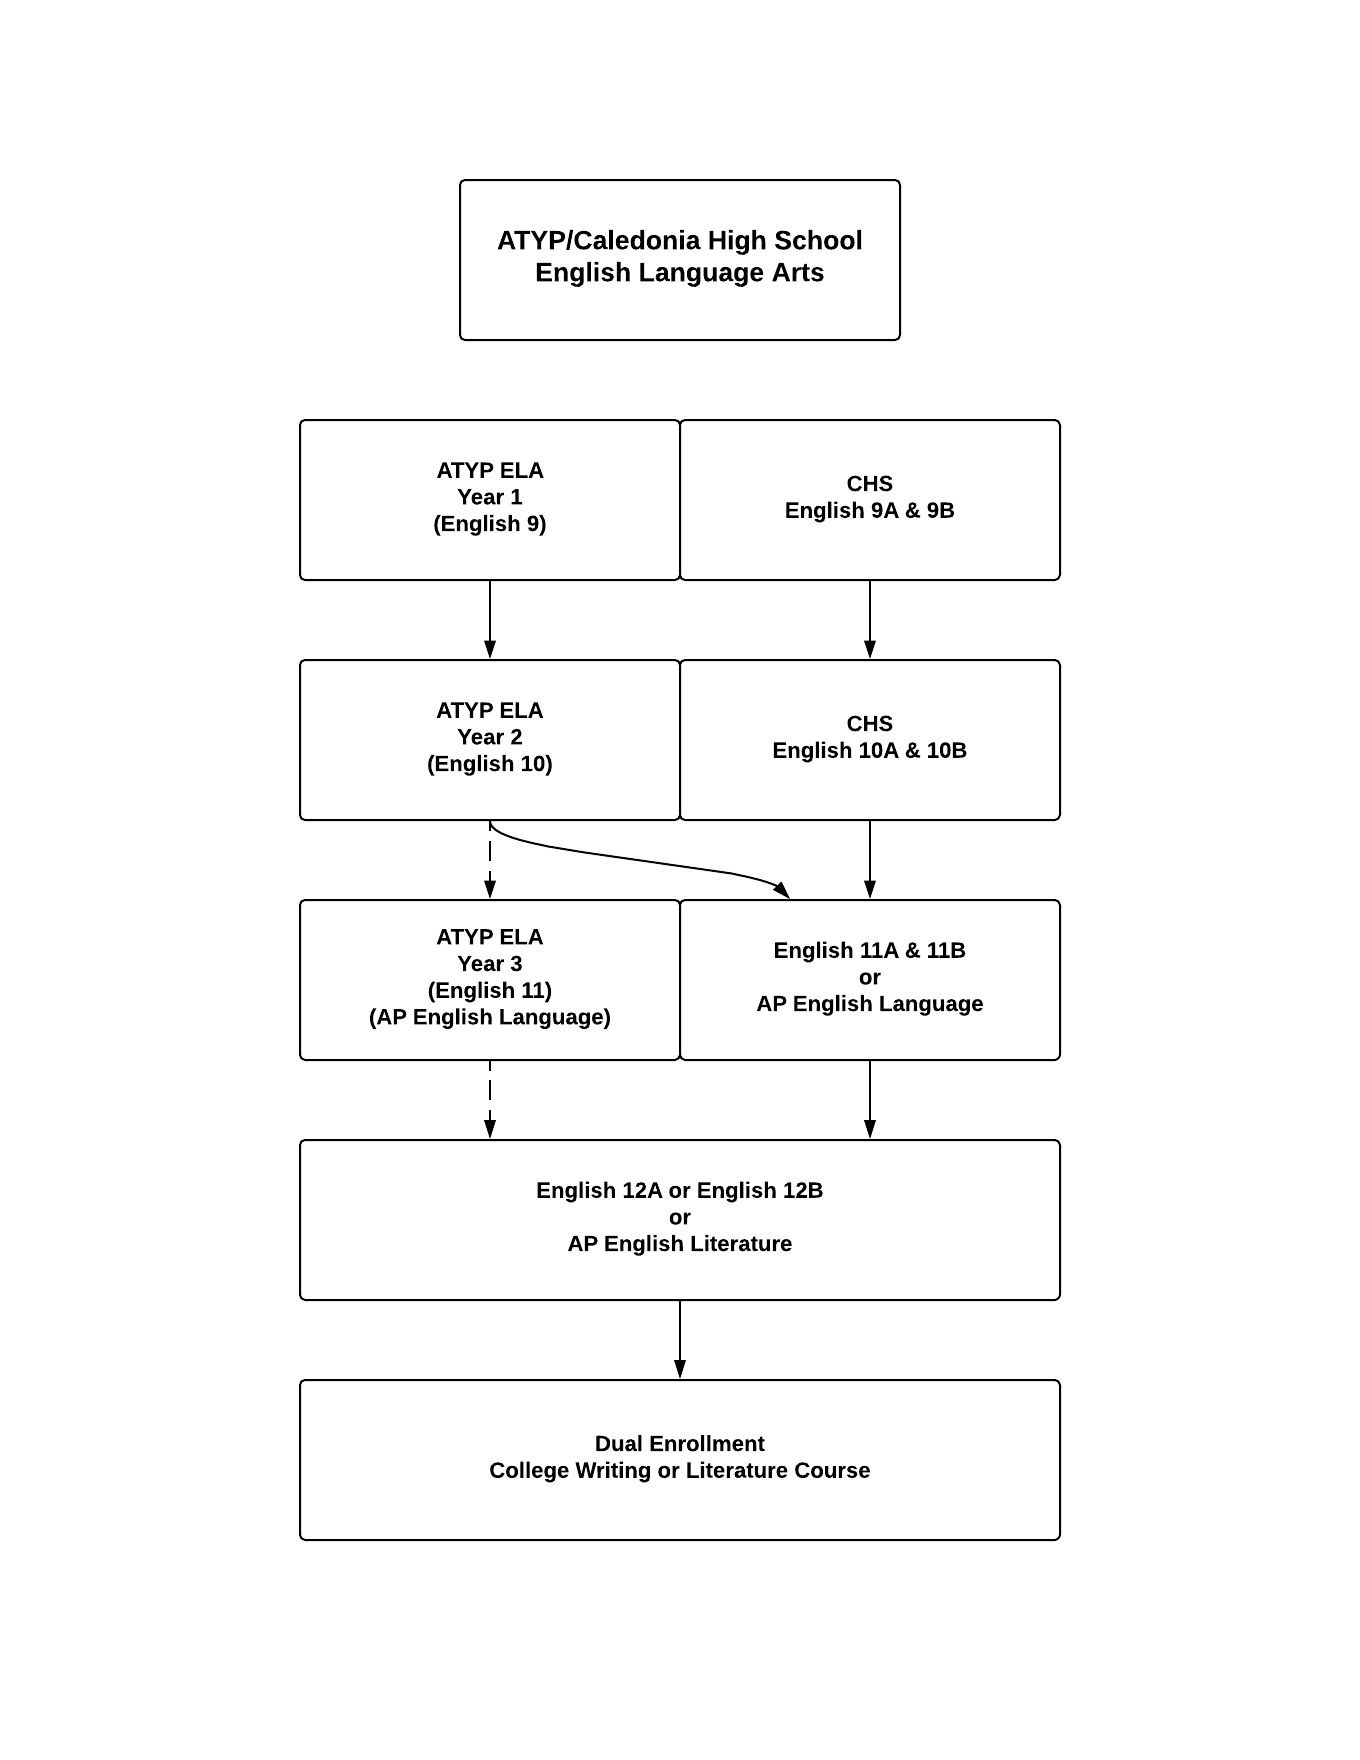 ATYP/Caledonia High School
English Language Arts
ATYP ELA
Year 1
(English 9)
CHS
English 9A & 9B
ATYP ELA
Year 2
(English 10)
CHS
English 10A & 10B
ATYP ELA
Year 3
(English 11)
(AP English Language)
English 11A & 11B
or
AP English Language
English 12A or English 12B
or
AP English Literature
Dual Enrollment
College Writing or Literature Course